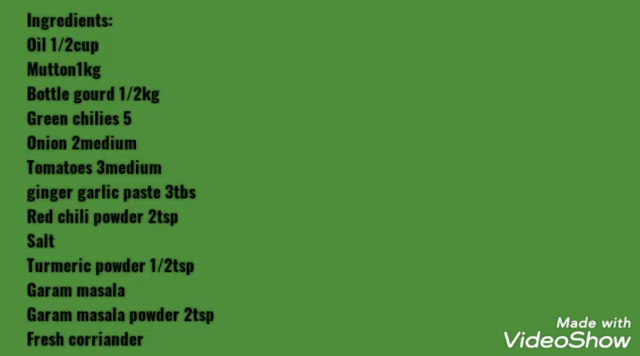 Ingredients:
Oil 1/2cup
Mutton1kg
Bottle gourd 1/2kg
Green chilies 5
Onion 2medium
Tomatoes 3medium
ginger garlic paste 3tbs
Red chili powder 2tsp
Salt
Turmeric powder 1/2tsp
Garam masala
Garam masala powder 2tsp
Fresh corriander
Made with
VideoShow